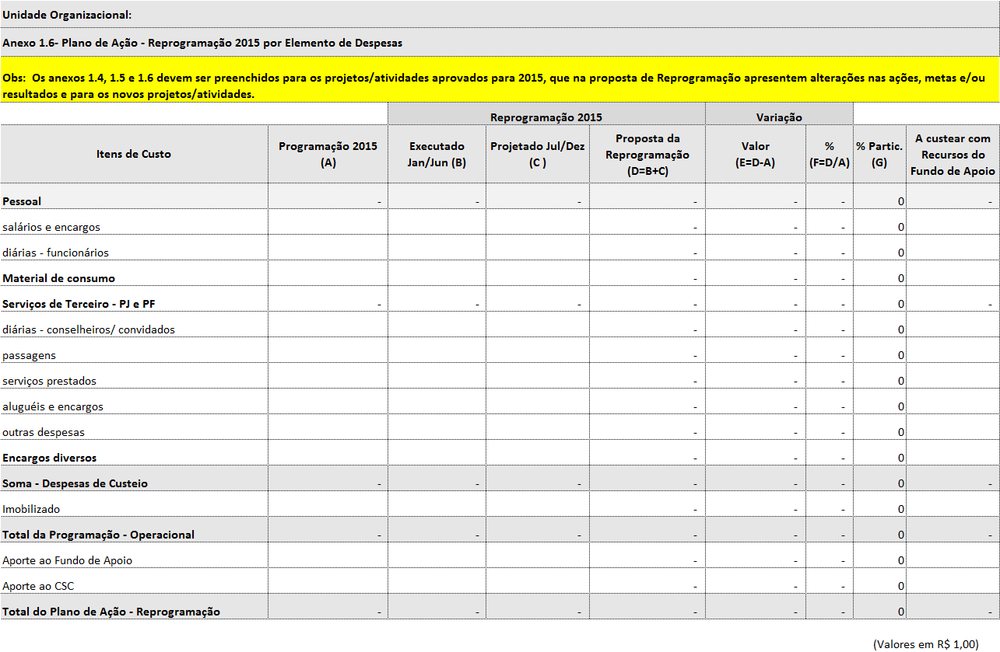 Unidade Organizacional:
Anexo 1.6- Plano de Ação - Reprogramação 2015 por Elemento de Despesas
Obs:  Os anexos 1.4, 1.5 e 1.6 devem ser preenchidos para os projetos/atividades aprovados para 2015, que na proposta de Reprogramação apresentem alterações nas ações, metas e/ou
resultados e para os novos projetos/atividades.
Reprogramação 2015 Variação
Itens de Custo
Programação 2015
(A)
Executado
Jan/Jun (B)
Projetado Jul/Dez
(C )
Proposta da
Reprogramação
(D=B+C)
Valor
(E=D-A)
%
(F=D/A)
% Partic.
(G)
A custear com
Recursos do
Fundo de Apoio
Pessoal - - - - - - 0 -
salários e encargos - - - 0
diárias - funcionários - - - 0
Material de consumo - - - 0
Serviços de Terceiro - PJ e PF - - - - - - 0 -
diárias - conselheiros/ convidados - - - 0
passagens - - - 0
serviços prestados - - - 0
aluguéis e encargos - - - 0
outras despesas - - - 0
Encargos diversos - - - 0
Soma - Despesas de Custeio - - - - - - 0 -
Imobilizado - - - 0
Total da Programação - Operacional - - - - - - 0 -
Aporte ao Fundo de Apoio - - - 0
Aporte ao CSC - - - 0
Total do Plano de Ação - Reprogramação - - - - - - 0 -
(Valores em R$ 1,00)